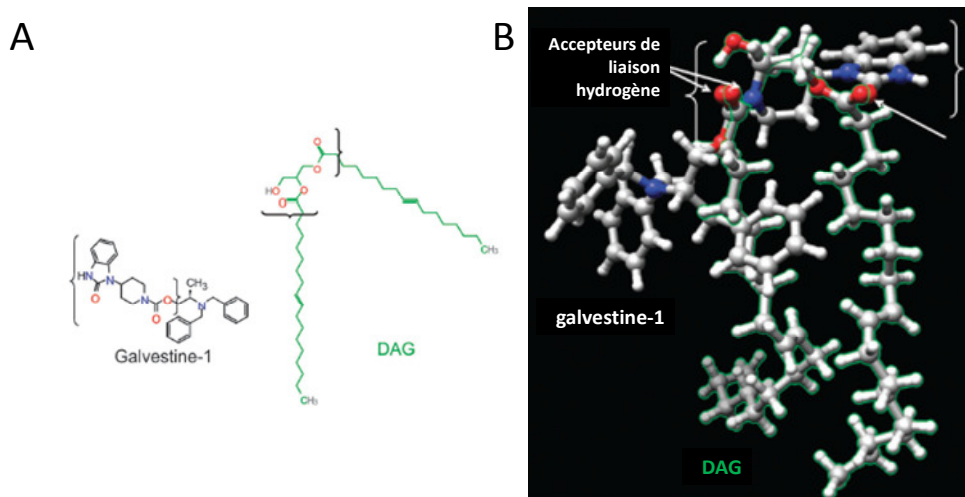 A
B
Accepteurs de
liaison
hydrogène
O
O
HO
O
O
CH₃
HN
N
O
N
O
O
CH₃
N
Galvestine-1
DAG
CH₃
galvestine-1
DAG